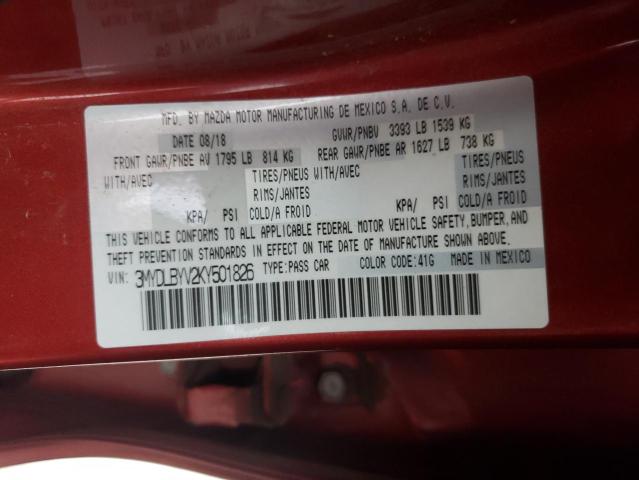 MFD. BY MAZDA MOTOR MANUFACTURING DE MEXICO S.A. DE C.V.
DATE 08/18 GVWR/PNBV 3393 LB 1539 KG
FRONT GAWR/PNBE AV 1795 LB 814 KG REAR GAWR/PNBE AR 1627 LB 738 KG
WITH/AVEC TIRES/PNEUS WITH/AVEC TIRES/PNEUS
RIMS/JANTES RIMS/JANTES
KPA/ PSI COLD/A FROID KPA/ PSI COLD/A FROID
THIS VEHICLE CONFORMS TO ALL APPLICABLE FEDERAL MOTOR VEHICLE SAFETY, BUMPER, AND
THEFT PREVENTION STANDARDS IN EFFECT ON THE DATE OF MANUFACTURE SHOWN ABOVE.
VIN: 3MYDLBYV2KY501826 TYPE: PASS CAR COLOR CODE: 41G MADE IN MEXICO